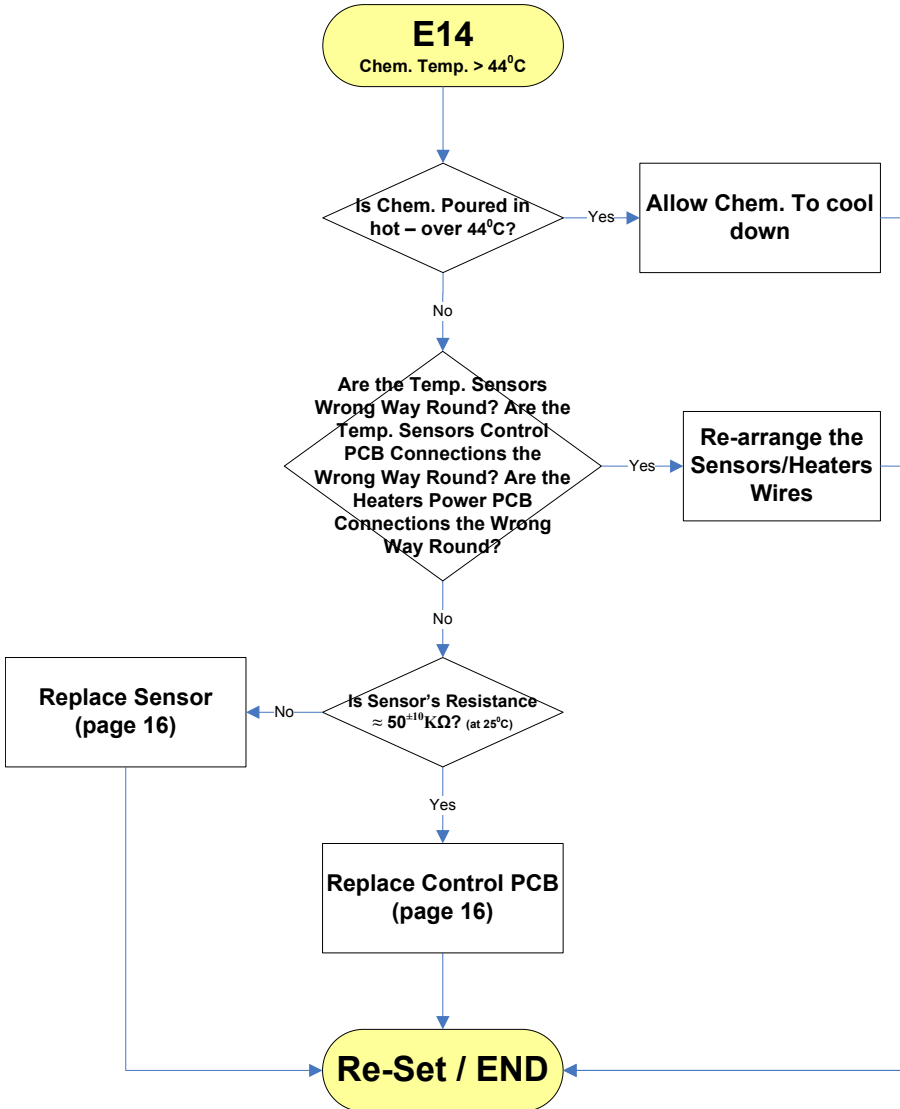 E14
Chem. Temp. > 44⁰C
Is Chem. Poured in
hot – over 44⁰C?
Yes
Allow Chem. To cool
down
No
Are the Temp. Sensors
Wrong Way Round? Are the
Temp. Sensors Control
PCB Connections the
Wrong Way Round? Are the
Heaters Power PCB
Connections the Wrong
Way Round?
Yes
Re-arrange the
Sensors/Heaters
Wires
No
Is Sensor's Resistance
≈ 50±10KΩ? (at 25⁰C)
No
Replace Sensor
(page 16)
Yes
Replace Control PCB
(page 16)
Re-Set / END